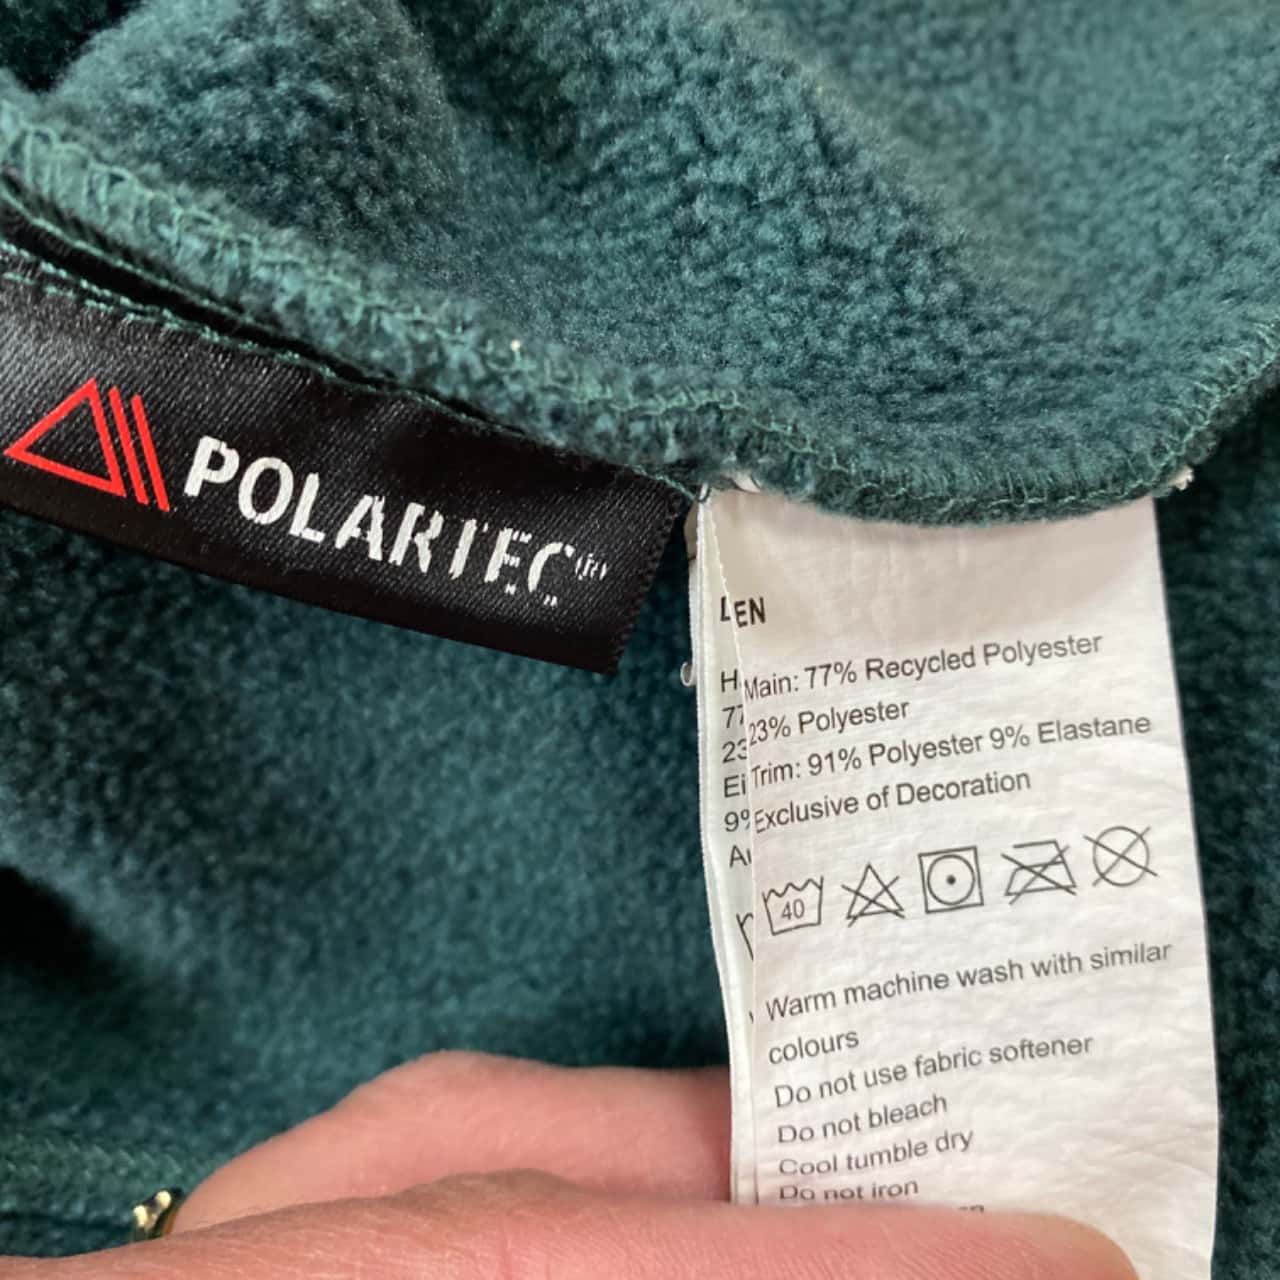 POLARTEC®
EN
Main: 77% Recycled Polyester
23% Polyester
Trim: 91% Polyester 9% Elastane
Exclusive of Decoration
40
Warm machine wash with similar
colours
Do not use fabric softener
Do not bleach
Cool tumble dry
Do not iron